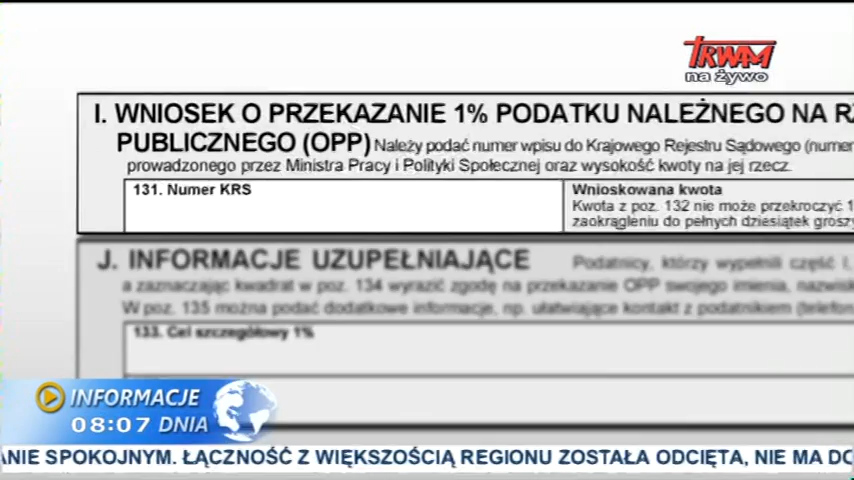 TRWAM
na żywo
I. WNIOSEK O PRZEKAZANIE 1% PODATKU NALEŻNEGO NA RZ
PUBLICZNEGO (OPP) Należy podać numer wpisu do Krajowego Rejestru Sądowego (numer
prowadzonego przez Ministra Pracy i Polityki Społecznej oraz wysokość kwoty na jej rzecz.
131. Numer KRS
Wnioskowana kwota
Kwota z poz. 132 nie może przekroczyć 1
zaokrągleniu do pełnych dziesiątek groszy
J. INFORMACJE UZUPEŁNIAJĄCE Podatnicy, którzy wypełnili część I,
a zaznaczając kwadrat w poz. 134 wyrazić zgodę na przekazanie OPP swojego imienia, nazwisk
W poz. 135 można podać dodatkowe informacje, np. ułatwiające kontakt z podatnikiem (telefon
133. Cel szczegółowy 1%
INFORMACJE
08:07 DNIA
ANIE SPOKOJNYM. ŁĄCZNOŚĆ Z WIĘKSZOŚCIĄ REGIONU ZOSTAŁA ODCIĘTA, NIE MA DO